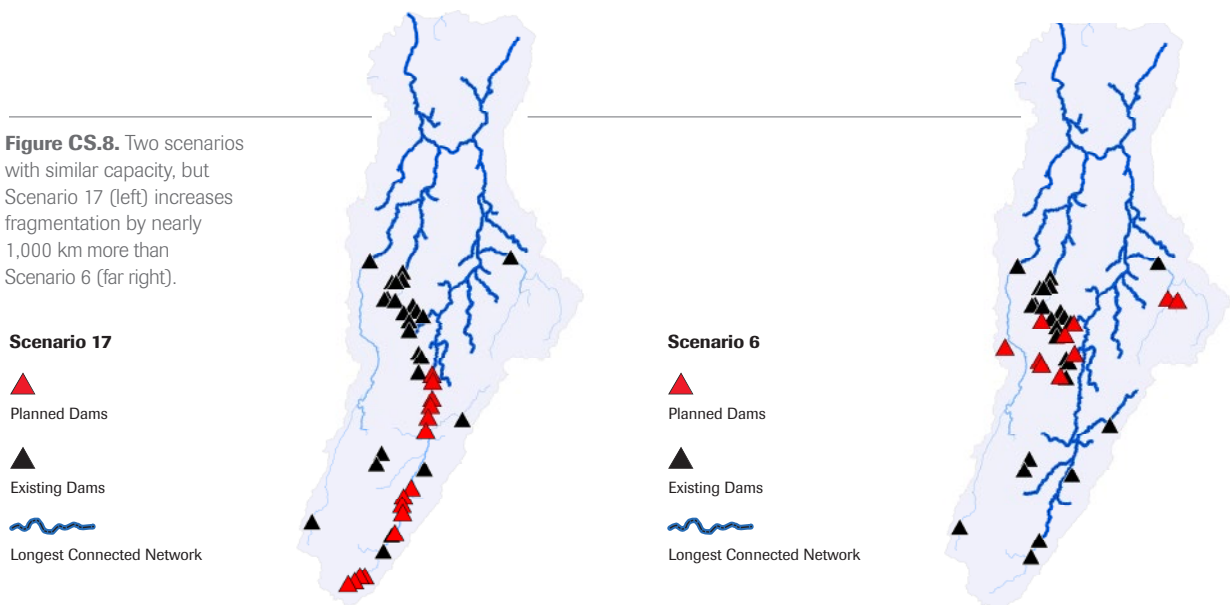 Figure CS.8. Two scenarios
with similar capacity, but
Scenario 17 (left) increases
fragmentation by nearly
1,000 km more than
Scenario 6 (far right).
Scenario 17
Planned Dams
Existing Dams
Longest Connected Network
Scenario 6
Planned Dams
Existing Dams
Longest Connected Network